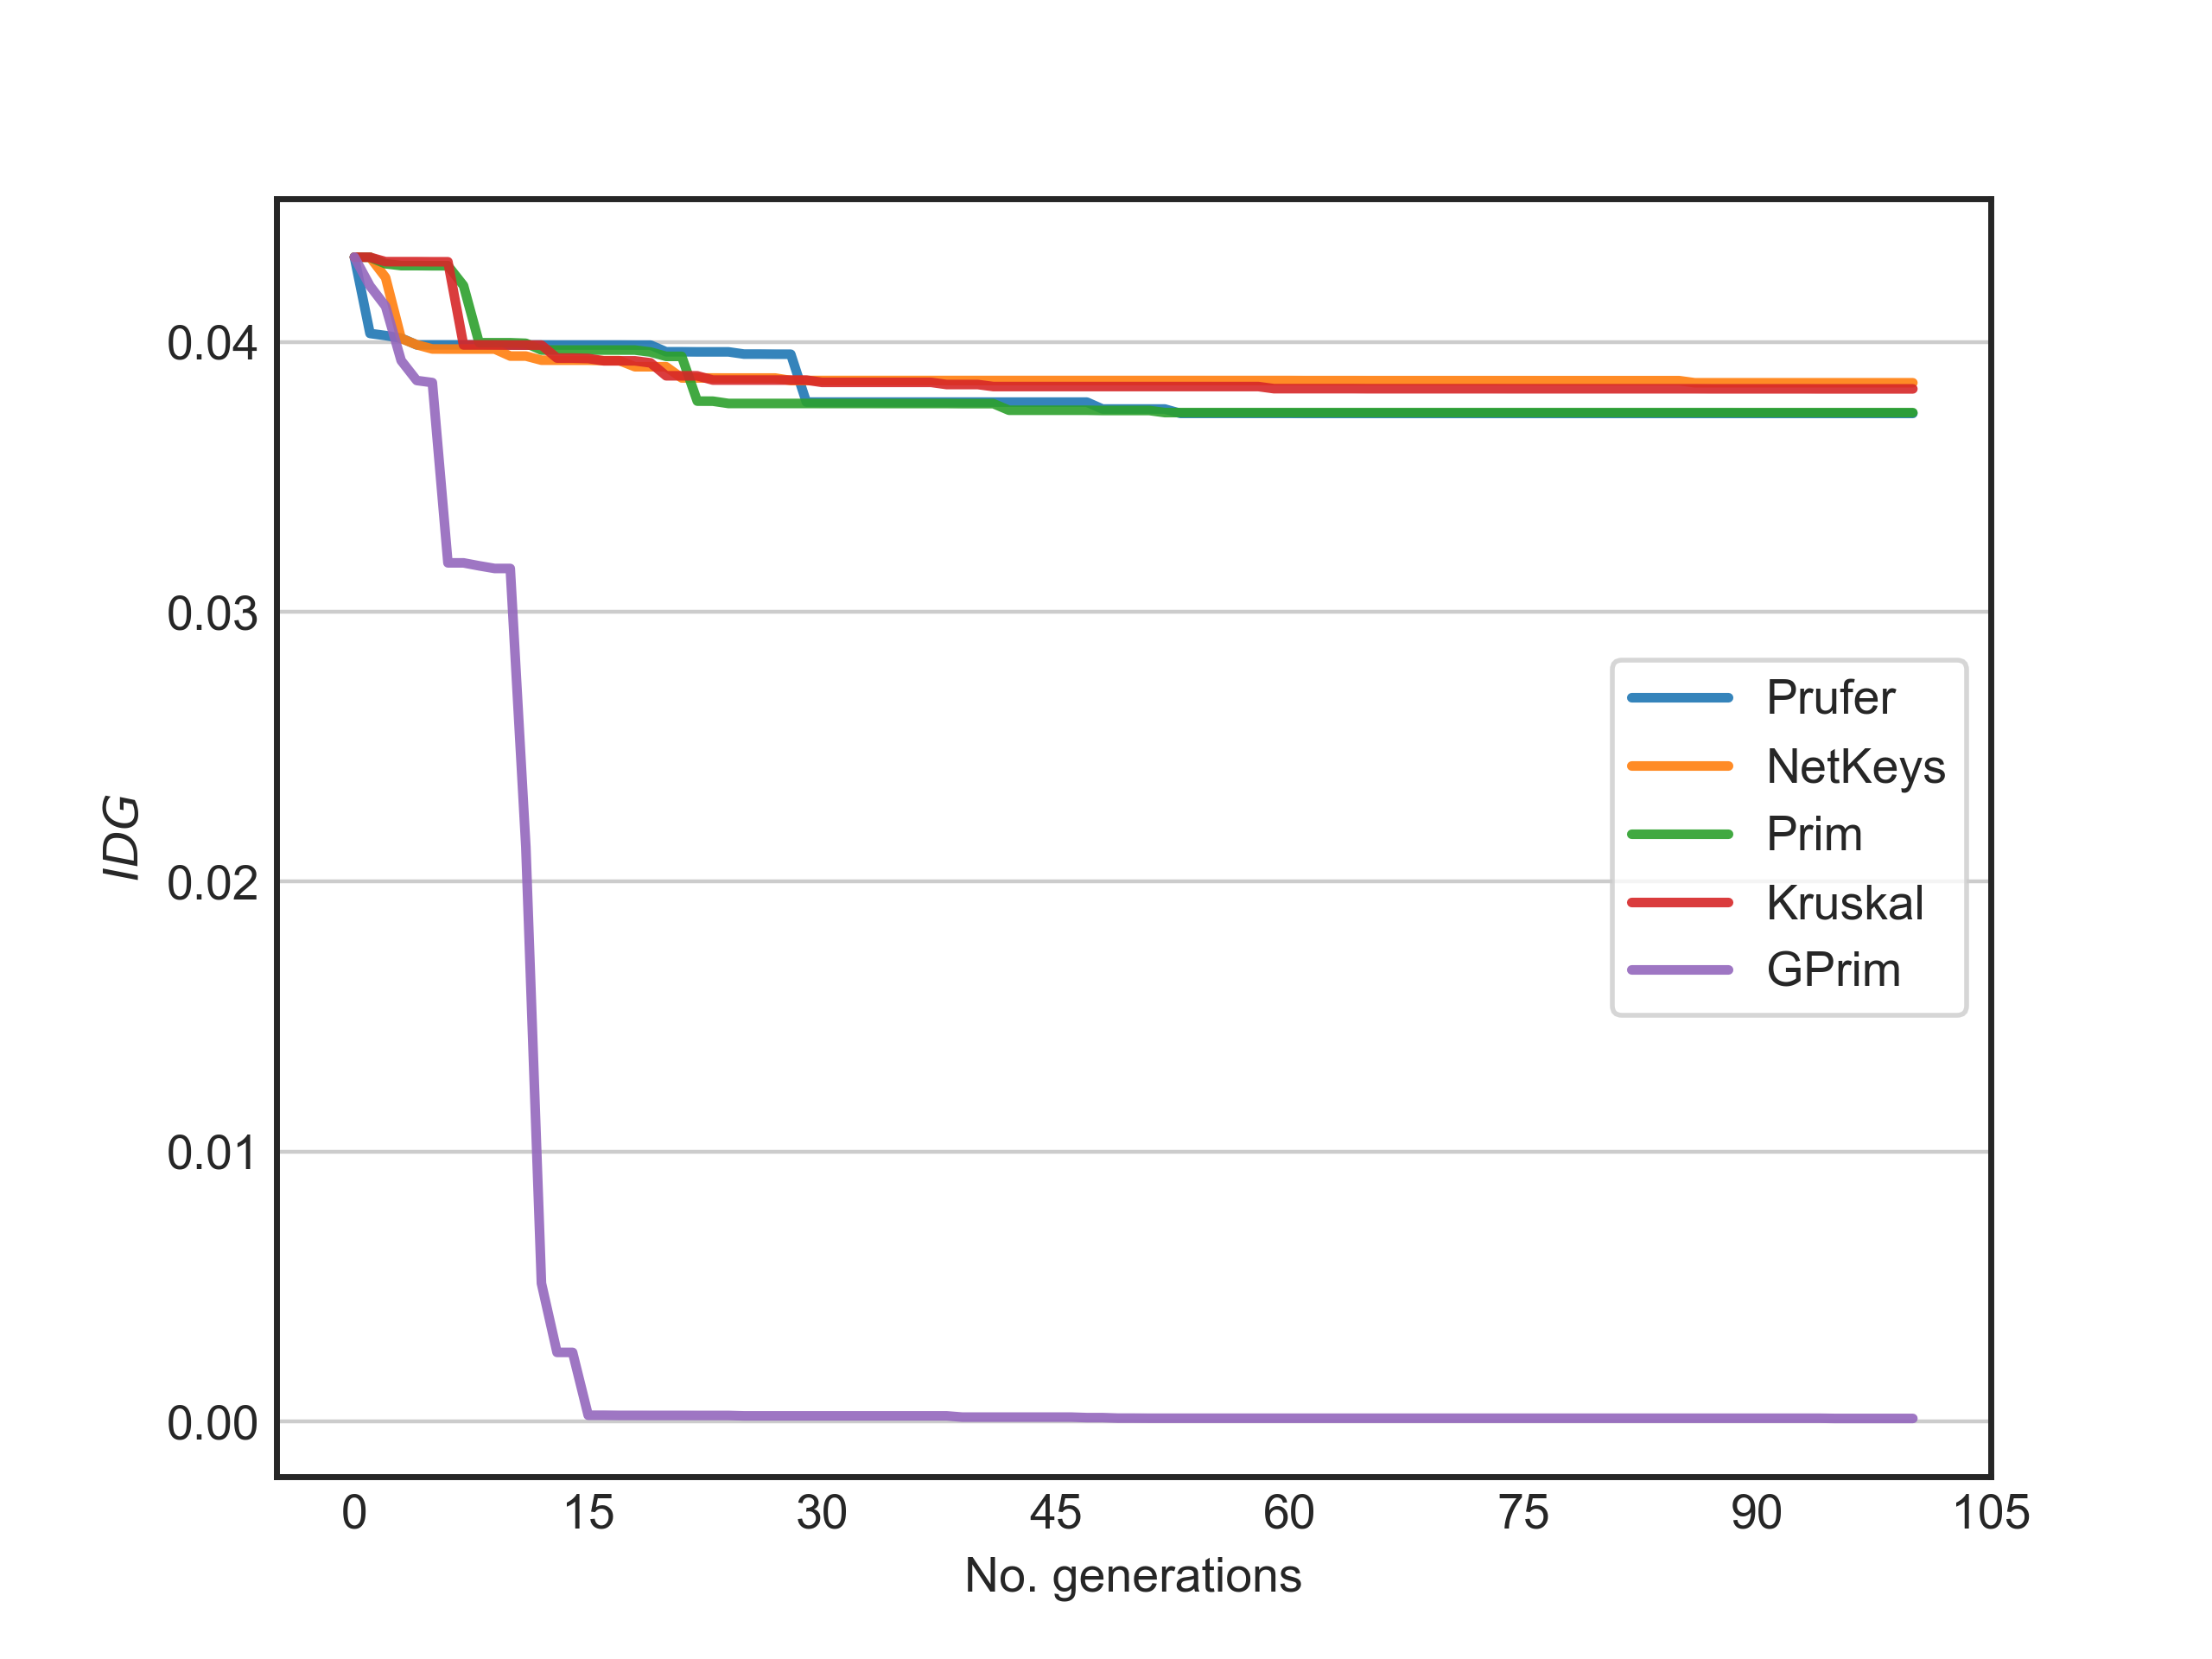 0.04
0.03
0.02
0.01
0.00
IDG
0 15 30 45 60 75 90 105
No. generations
Prufer
NetKeys
Prim
Kruskal
GPrim